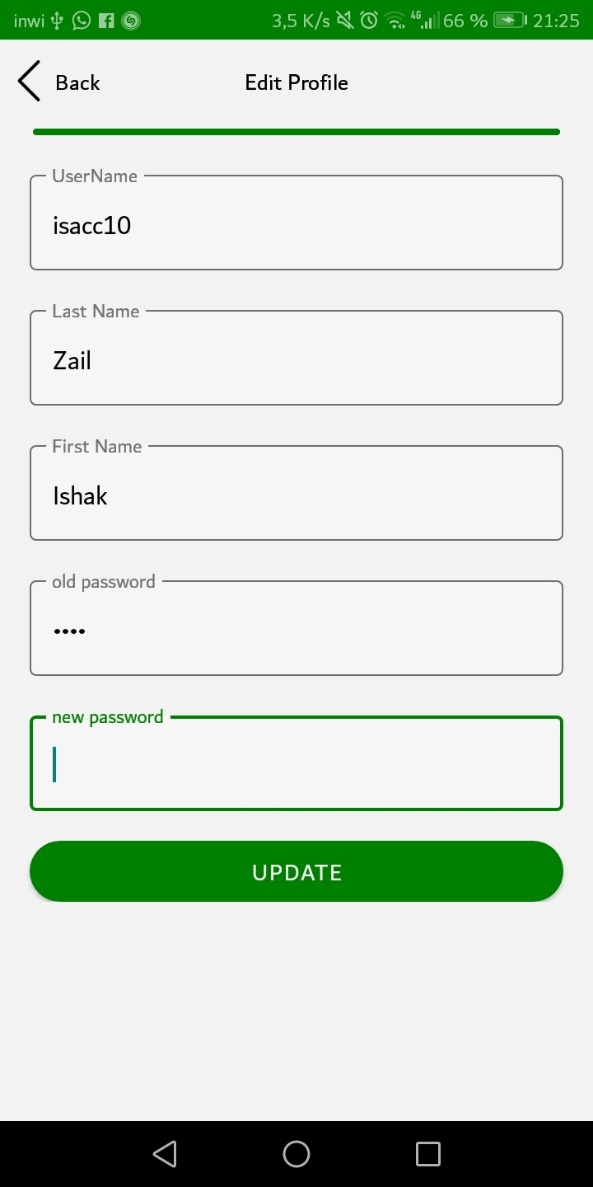 inwi 3,5 K/s 4G 66 % 21:25
Back Edit Profile
UserName
isacc10
Last Name
Zail
First Name
Ishak
old password
••••
new password
UPDATE